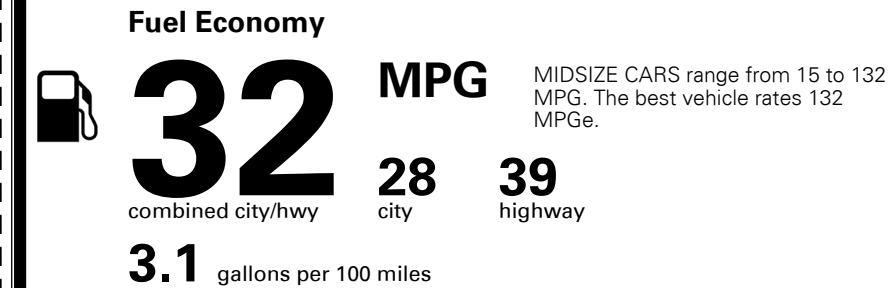 Fuel Economy
32 MPG
MIDSIZE CARS range from 15 to 132
MPG. The best vehicle rates 132
MPGe.
combined city/hwy
28
city
39
highway
3.1 gallons per 100 miles